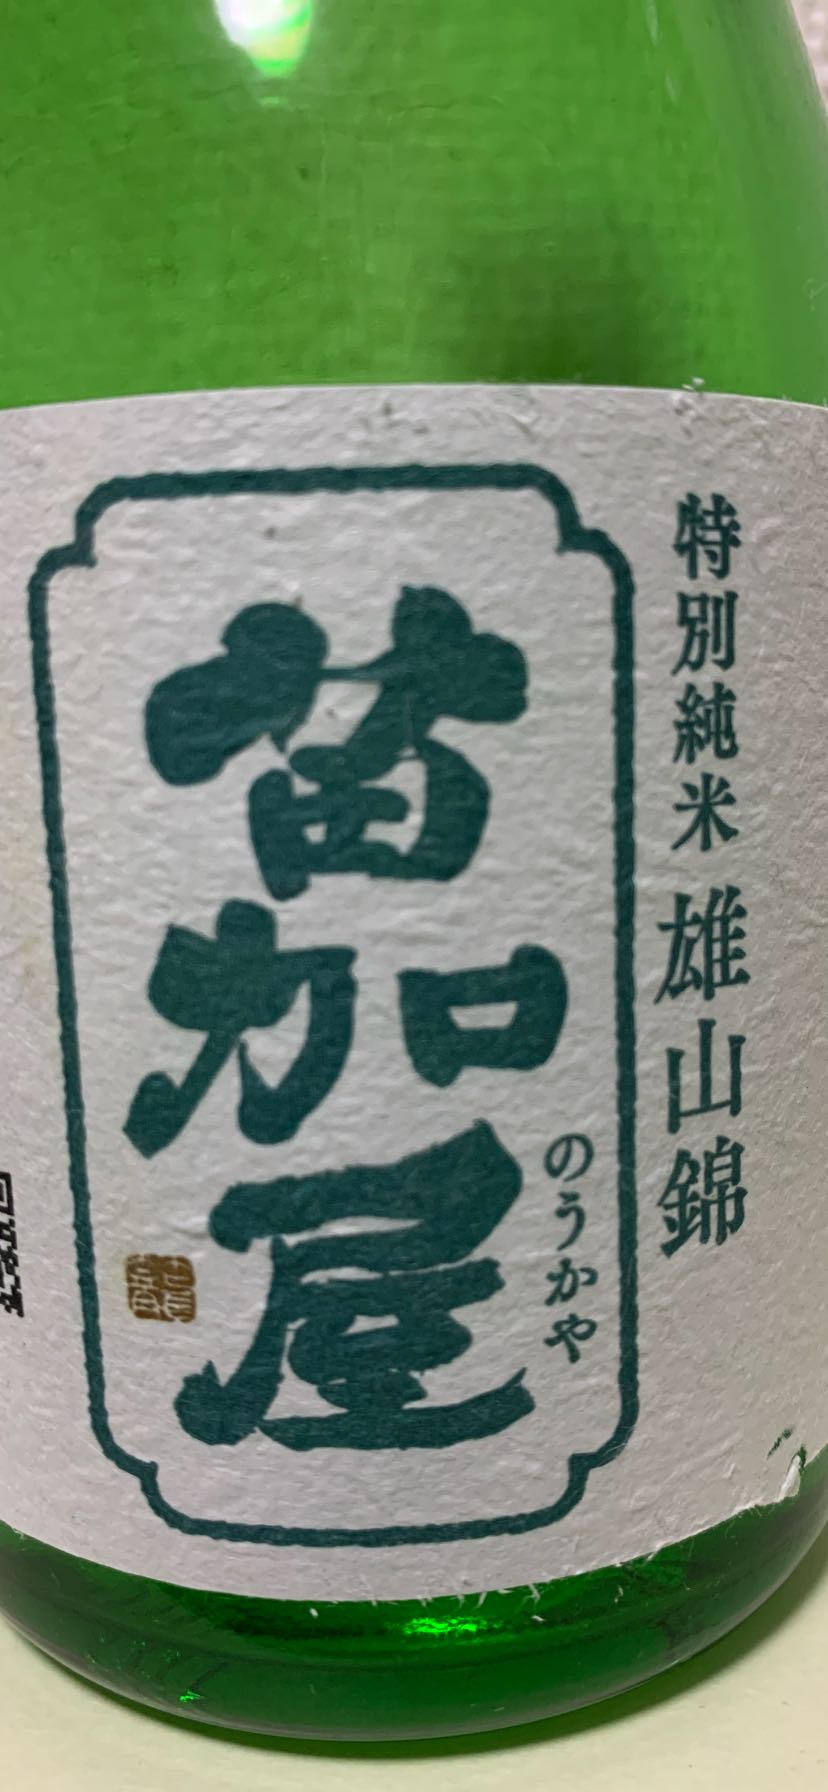 特別純米 雄山錦
苗加屋
のうかや